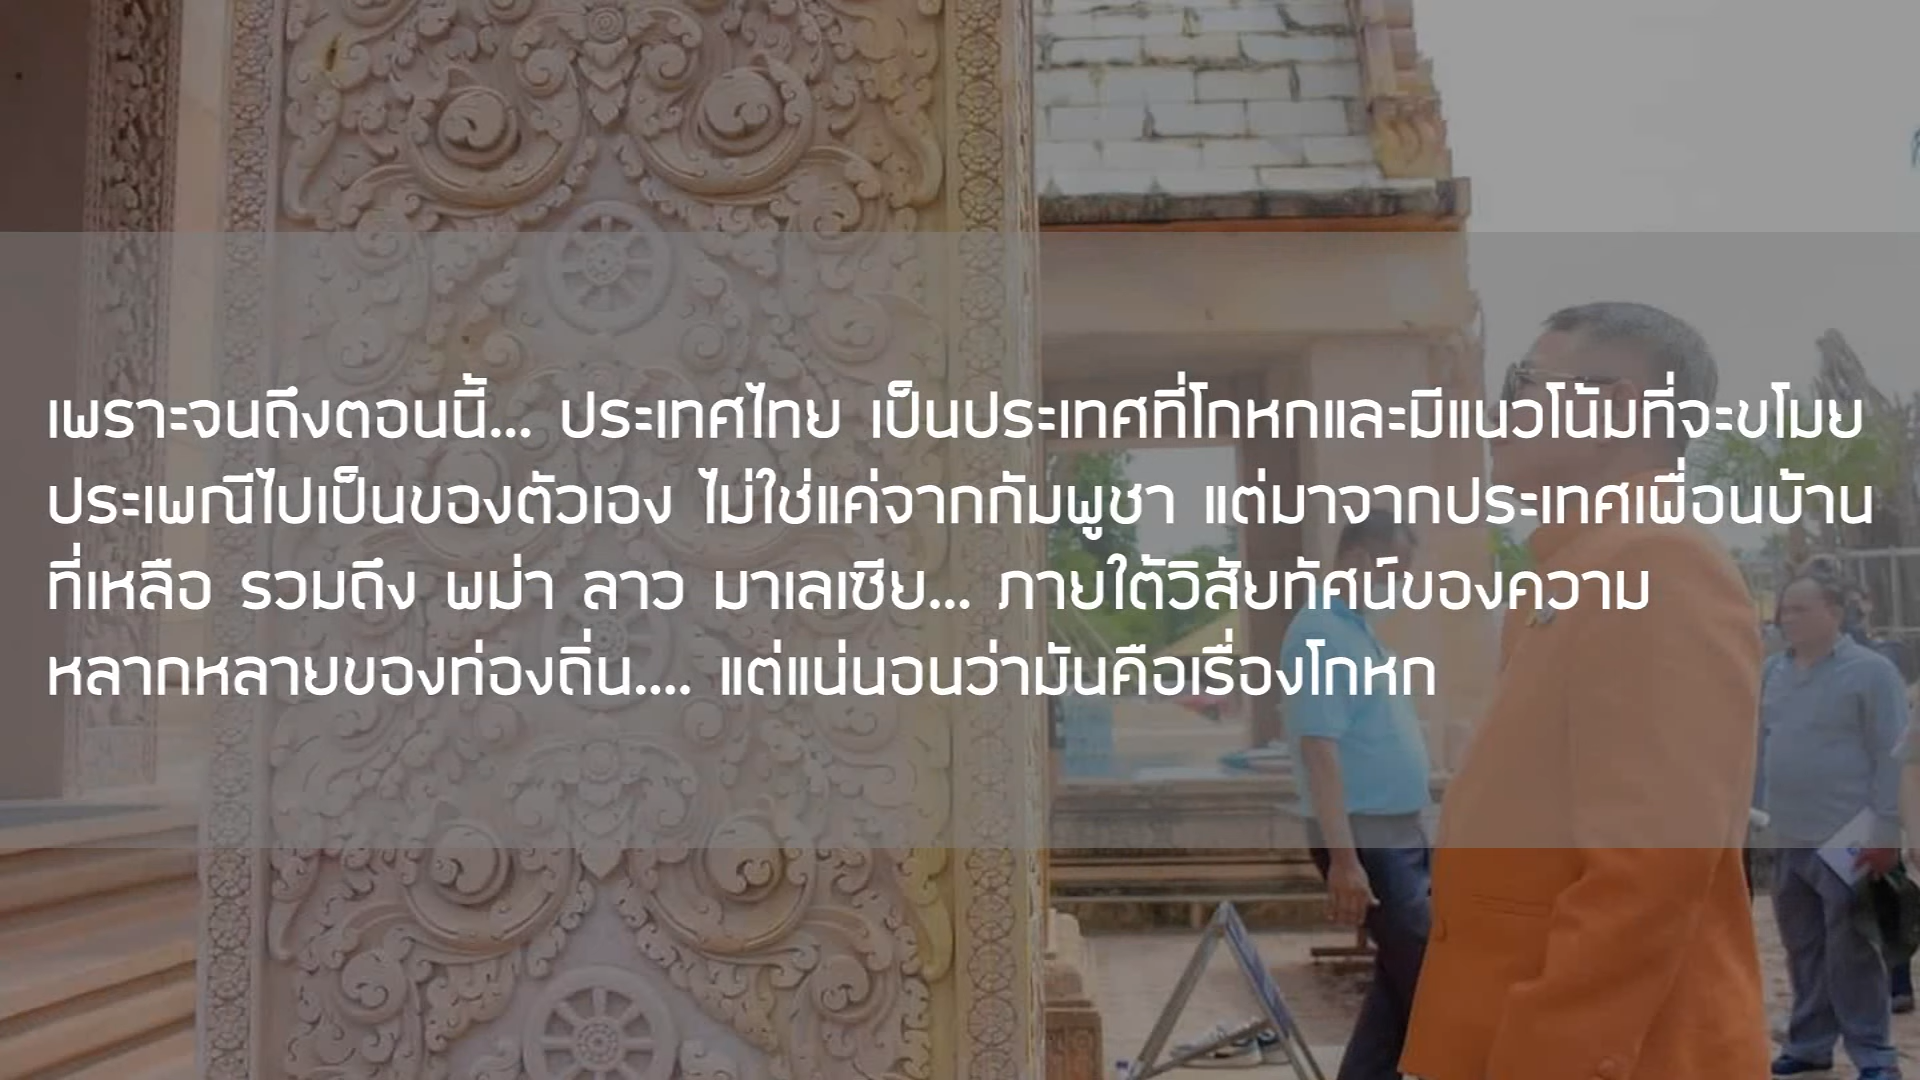 เพราะจนถึงตอนนี้... ประเทศไทย เป็นประเทศที่โกหกและมีแนวโน้มที่จะขโมย
ประเพณีไปเป็นของตัวเอง ไม่ใช่แค่จากกัมพูชา แต่มาจากประเทศเพื่อนบ้าน
ที่เหลือ รวมถึง พม่า ลาว มาเลเซีย... ภายใต้วิสัยทัศน์ของความ
หลากหลายของท่องถิ่น.... แต่แน่นอนว่ามันคือเรื่องโกหก